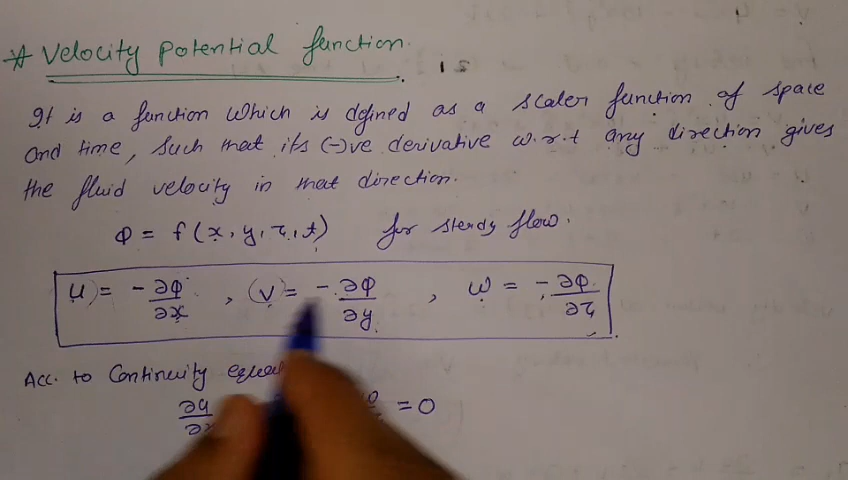 * Velocity potential function.
It is a function which is defined as a scaler function of space
and time, such that its (-)ve derivative w.r.t any direction gives
the fluid velocity in that direction.
Φ = f(x, y, z, t) for steady flow.
u = -∂Φ/∂x , (v) = -∂Φ/∂y , w = -∂Φ/∂z
Acc. to Continuity
∂u = 0